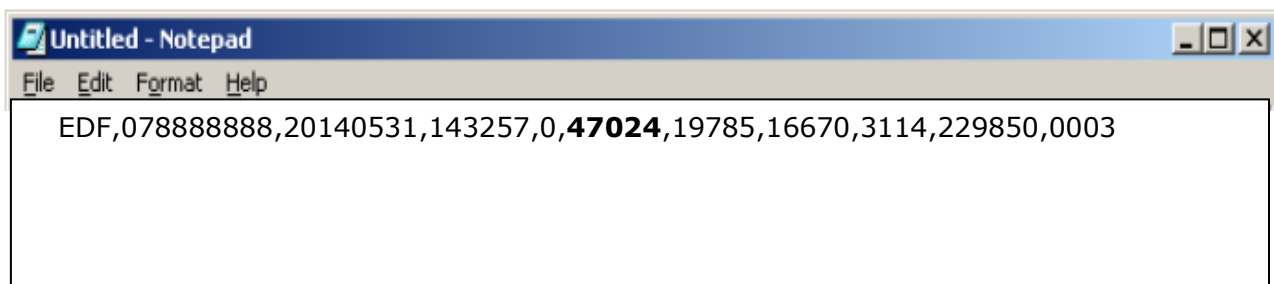 Untitled - Notepad
File Edit Format Help
EDF,078888888,20140531,143257,0,47024,19785,16670,3114,229850,0003